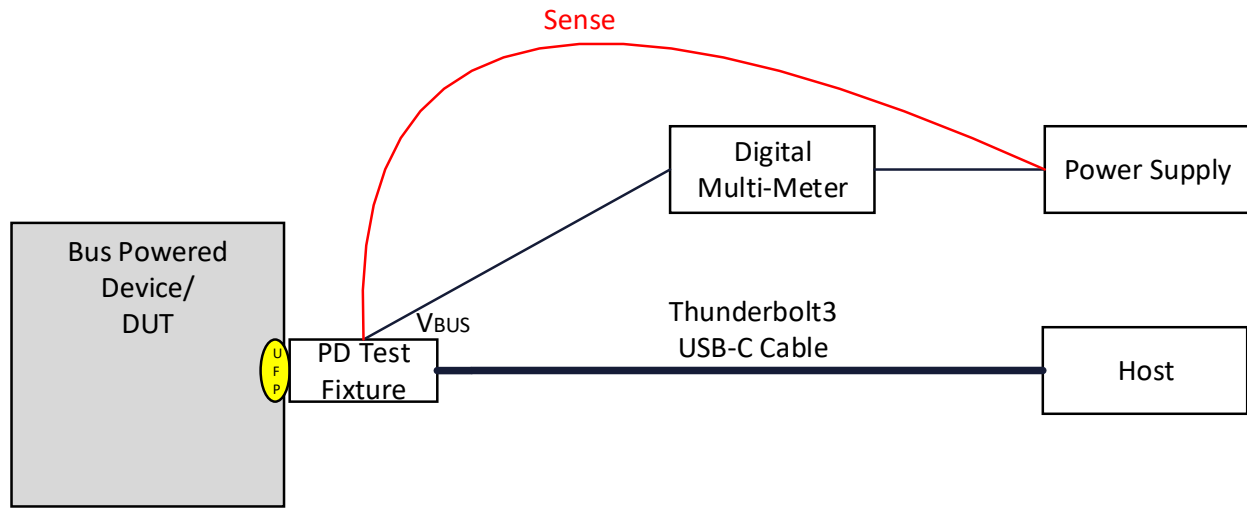 Sense
Digital
Multi-Meter
Power Supply
Bus Powered
Device/
DUT
VBUS
U
F
P
PD Test
Fixture
Thunderbolt3
USB-C Cable
Host